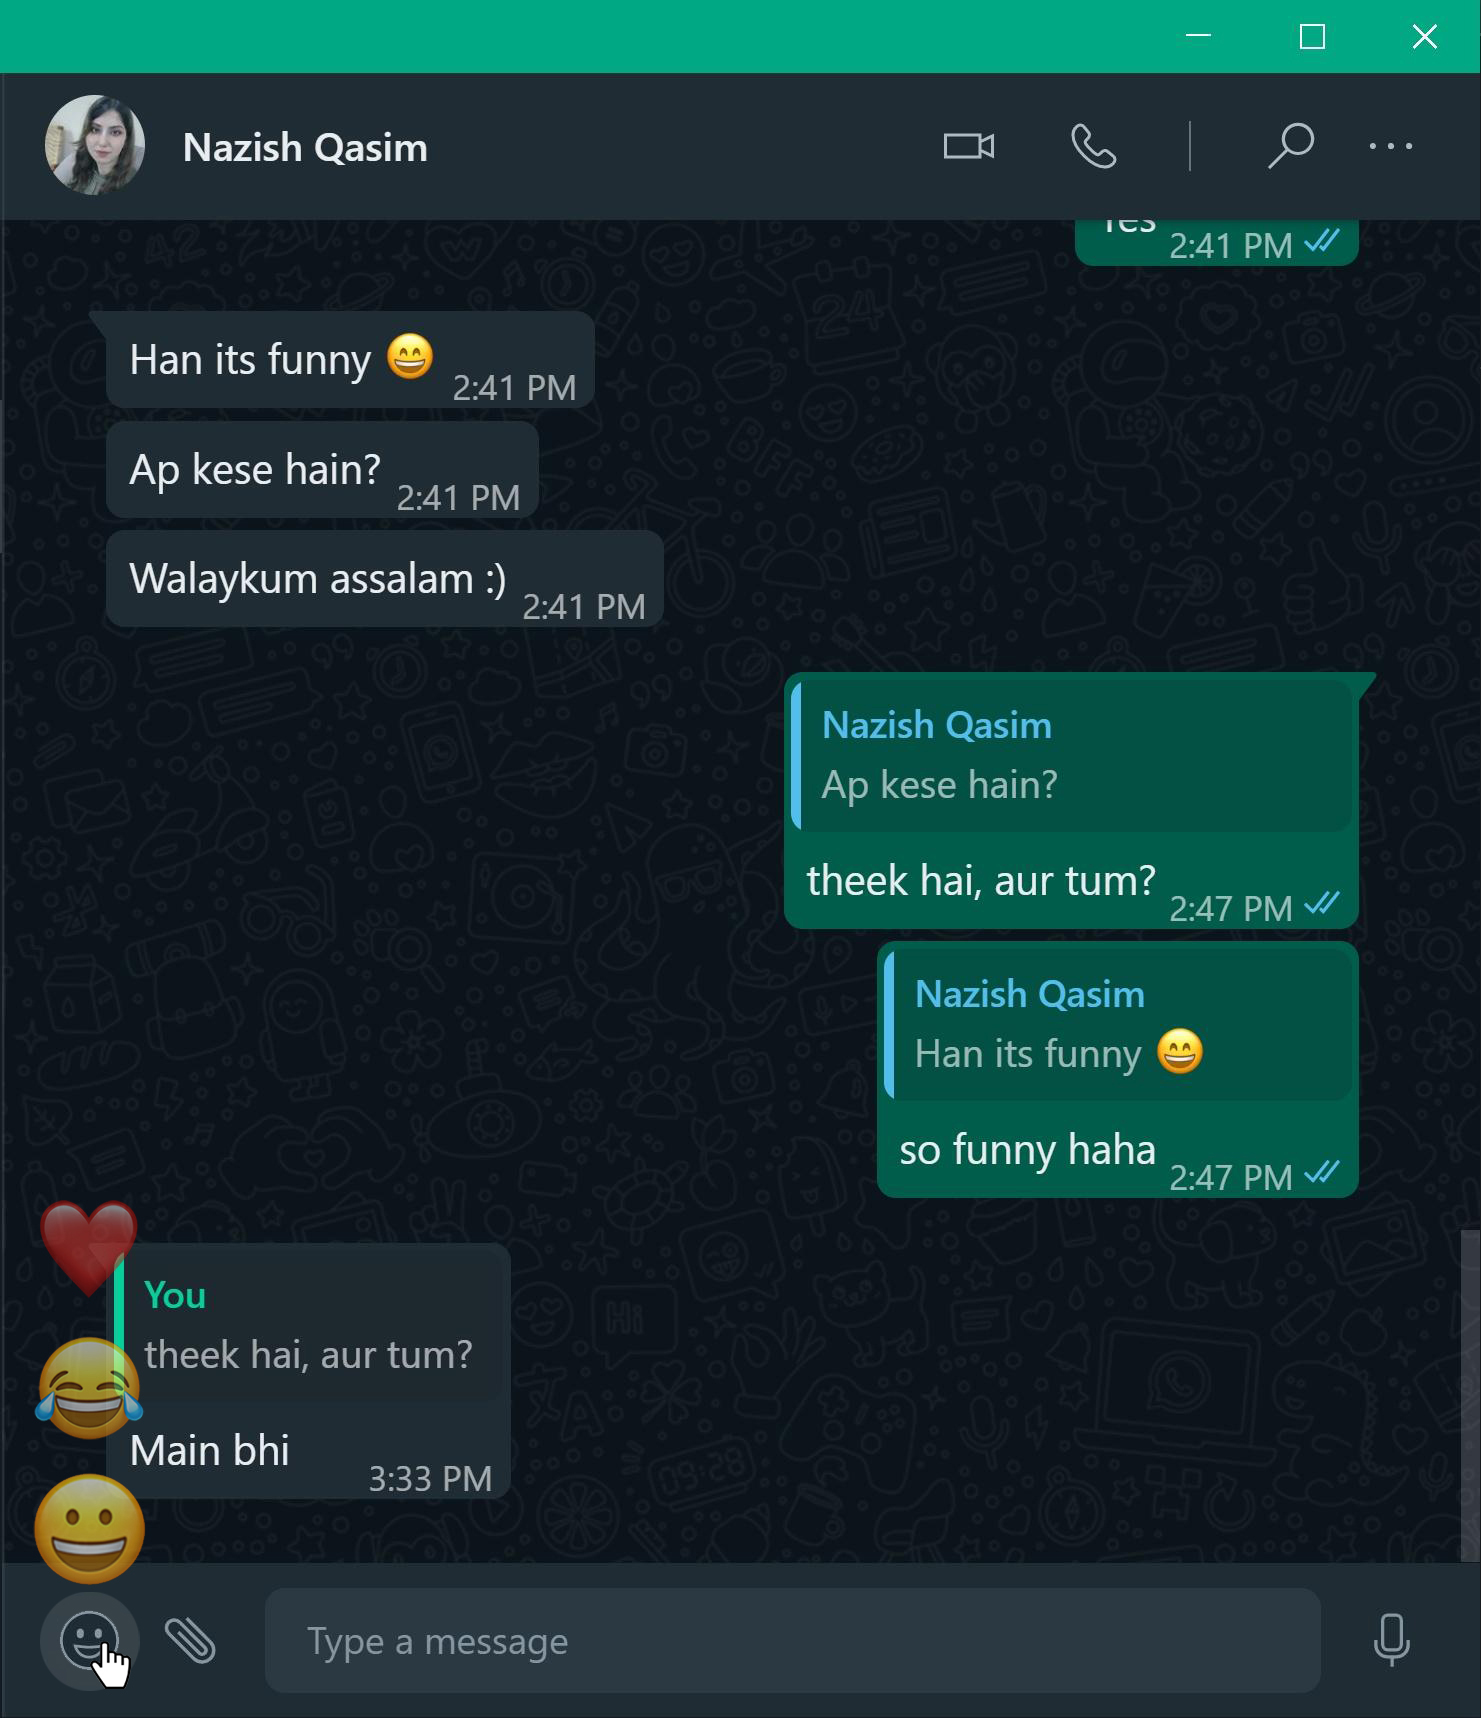 Nazish Qasim
Yes
2:41 PM
Han its funny 😄
2:41 PM
Ap kese hain?
2:41 PM
Walaykum assalam :)
2:41 PM
Nazish Qasim
Ap kese hain?
theek hai, aur tum?
2:47 PM
Nazish Qasim
Han its funny 😄
so funny haha
2:47 PM
You
theek hai, aur tum?
Main bhi
3:33 PM
Type a message